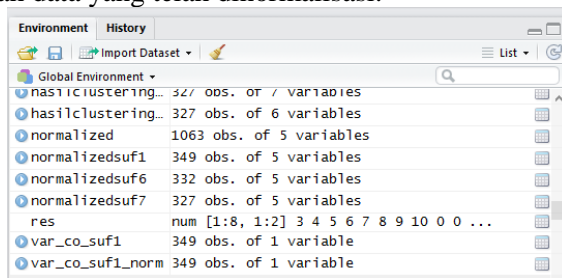 Environment History
Import Dataset List
Global Environment
hasilclustering… 327 obs. of 7 variables
hasilclustering… 327 obs. of 6 variables
normalized 1063 obs. of 5 variables
normalizedsuf1 349 obs. of 5 variables
normalizedsuf6 332 obs. of 5 variables
normalizedsuf7 327 obs. of 5 variables
res num [1:8, 1:2] 3 4 5 6 7 8 9 10 0 0 ...
var_co_suf1 349 obs. of 1 variable
var_co_suf1_norm 349 obs. of 1 variable